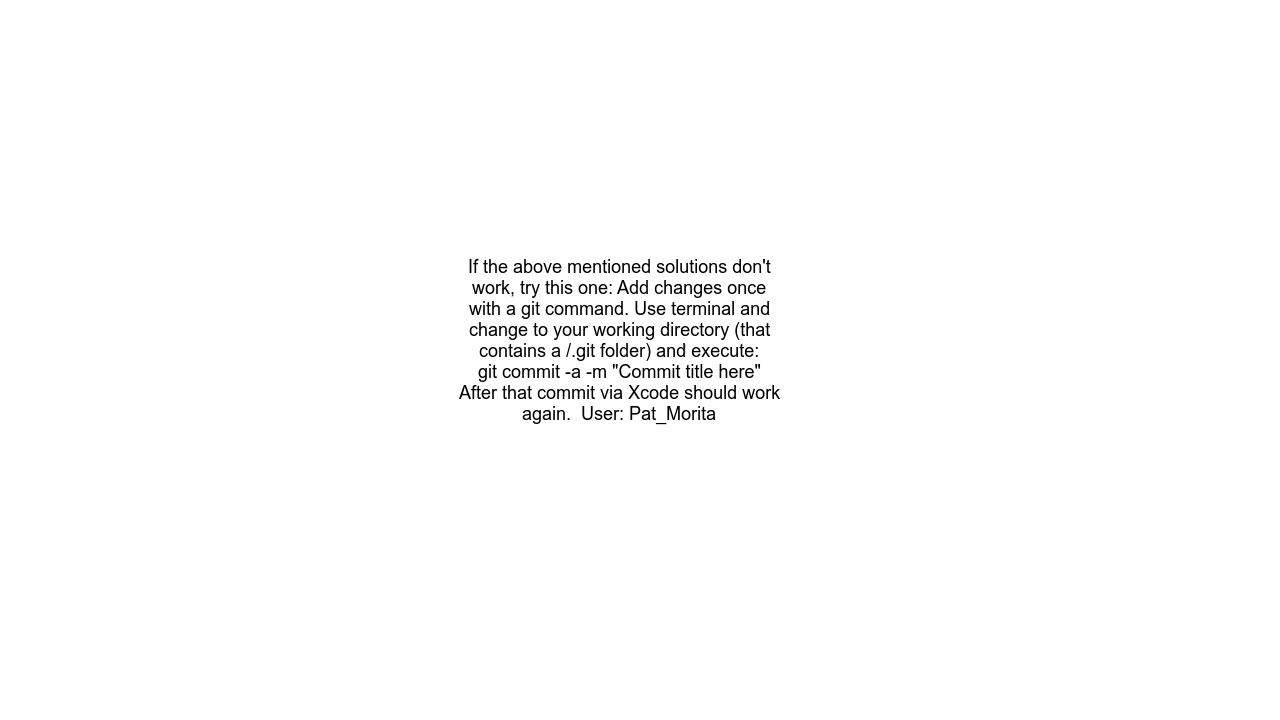 If the above mentioned solutions don't
work, try this one: Add changes once
with a git command. Use terminal and
change to your working directory (that
contains a /.git folder) and execute:
git commit -a -m "Commit title here"
After that commit via Xcode should work
again.  User: Pat_Morita